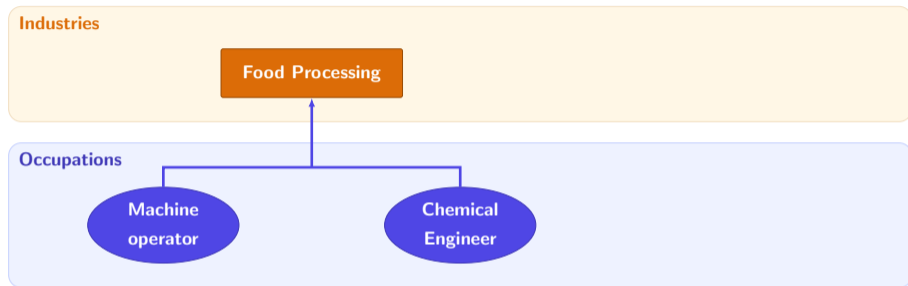 Industries
Food Processing
Occupations
Machine
operator
Chemical
Engineer